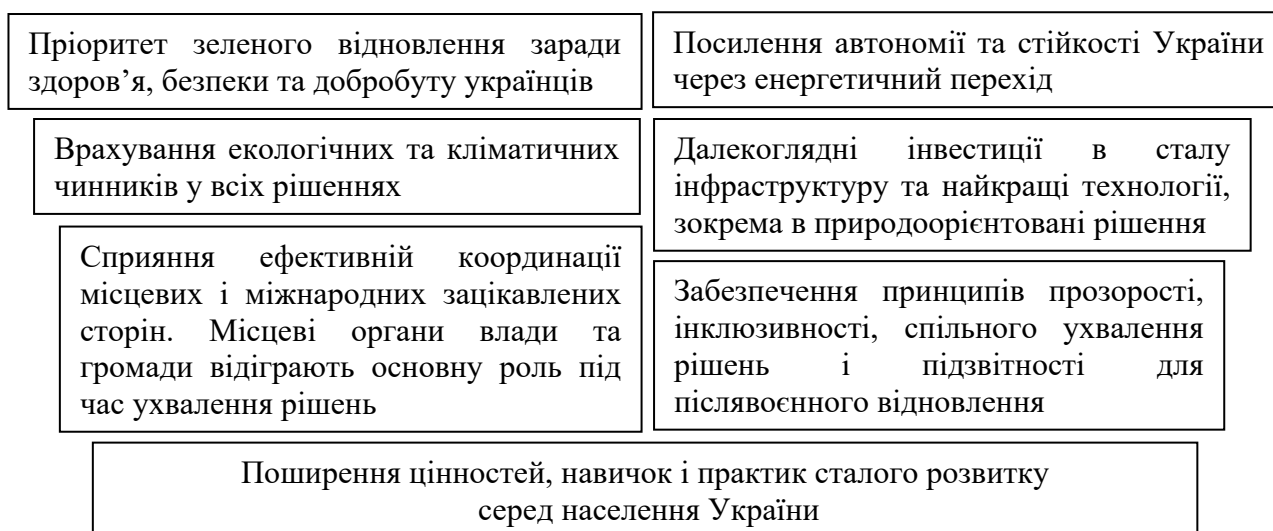 Пріоритет зеленого відновлення заради
здоров’я, безпеки та добробуту українців
Посилення автономії та стійкості України
через енергетичний перехід
Врахування екологічних та кліматичних
чинників у всіх рішеннях
Далекоглядні інвестиції в сталу
інфраструктуру та найкращі технології,
зокрема в природоорієнтовані рішення
Сприяння ефективній координації
місцевих і міжнародних зацікавлених
сторін. Місцеві органи влади та
громади відіграють основну роль під
час ухвалення рішень
Забезпечення принципів прозорості,
інклюзивності, спільного ухвалення
рішень і підзвітності для
післявоєнного відновлення
Поширення цінностей, навичок і практик сталого розвитку
серед населення України